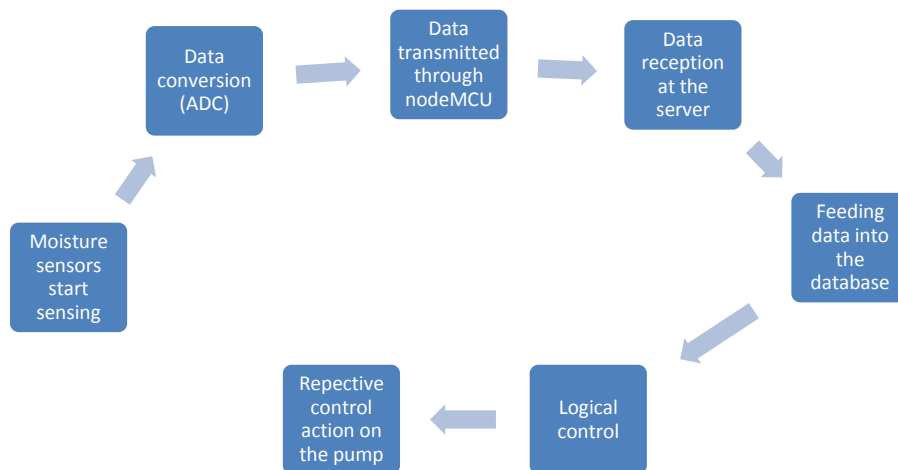 Moisture
sensors
start
sensing
Data
conversion
(ADC)
Data
transmitted
through
nodeMCU
Data
reception
at the
server
Feeding
data into
the
database
Logical
control
Repective
control
action on
the pump